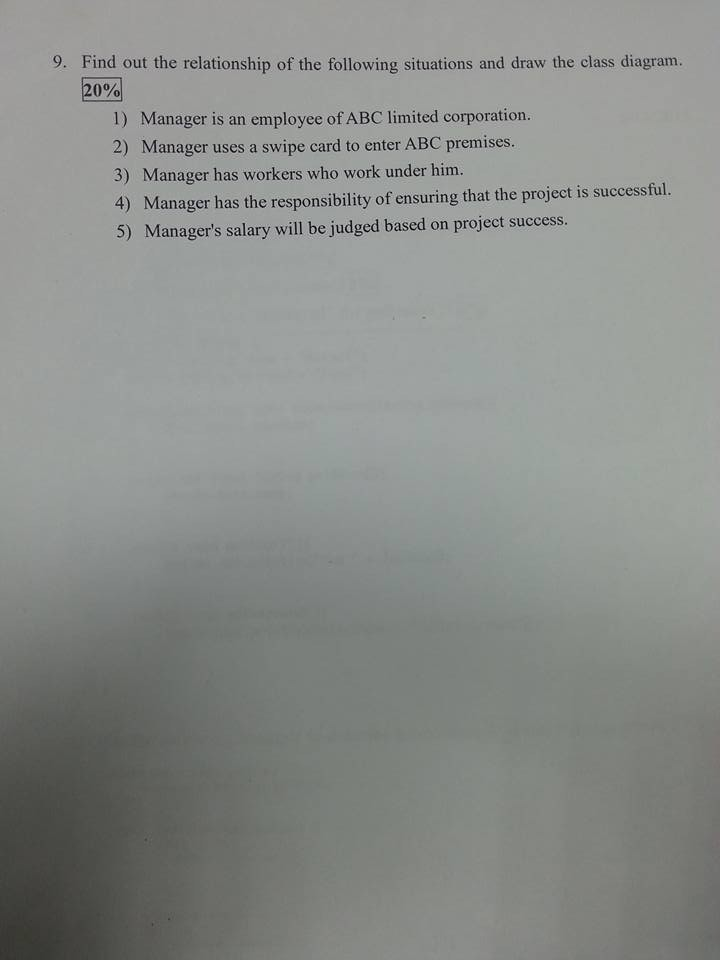 9. Find out the relationship of the following situations and draw the class diagram.
20%
1) Manager is an employee of ABC limited corporation.
2) Manager uses a swipe card to enter ABC premises.
3) Manager has workers who work under him.
4) Manager has the responsibility of ensuring that the project is successful.
5) Manager's salary will be judged based on project success.